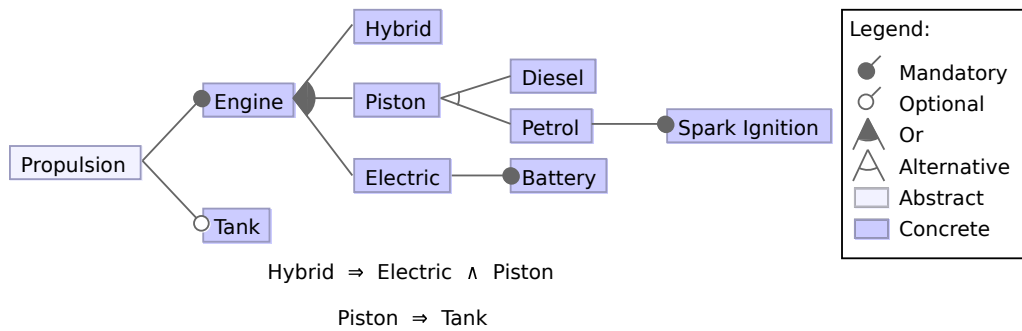 Hybrid
Diesel
Engine
Piston
Petrol
Spark Ignition
Propulsion
Electric
Battery
Tank
Hybrid ⇒ Electric ∧ Piston
Piston ⇒ Tank
Legend:
Mandatory
Optional
Or
Alternative
Abstract
Concrete